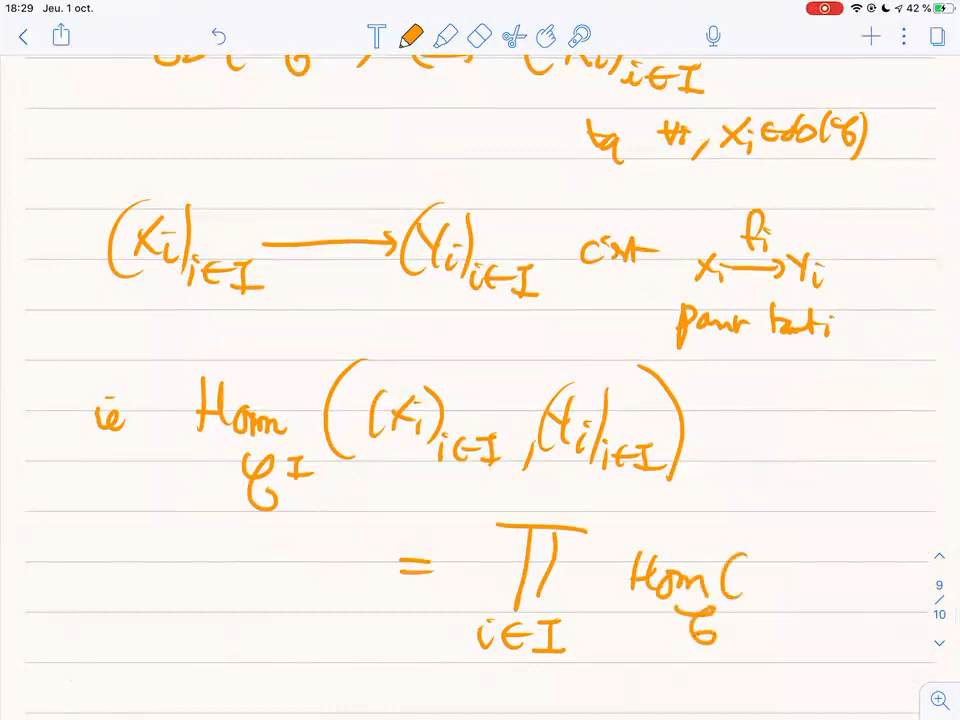 18:29 Jeu. 1 oct. 42 %
(Xi)i∈I
tq ∀i, Xi ∈ ob(𝒞)
(Xi)i∈I ⟶ (Yi)i∈I c'est Xi ⟶ Yi
fi
pour tout i
ie Hom𝒞^I ((Xi)i∈I, (Yi)i∈I)
= ∏i∈I Hom𝒞(
9
/
10